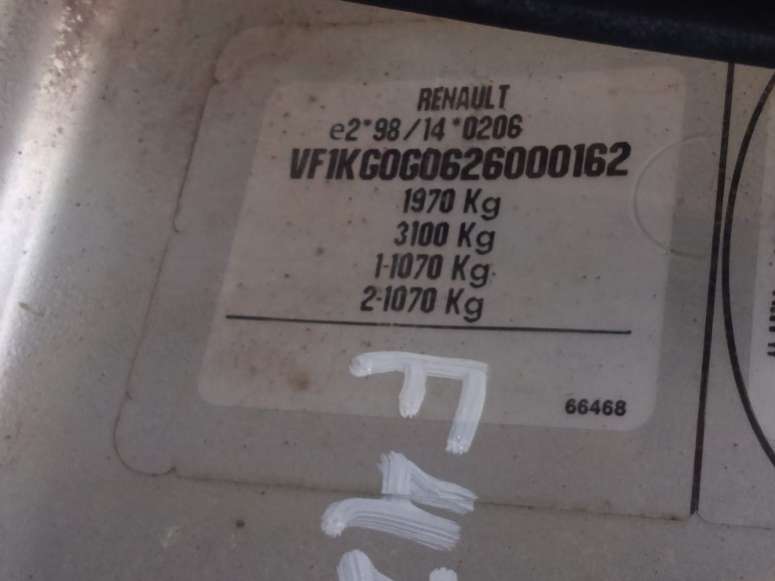 RENAULT
e2*98/14*0206
VF1KG0G0626000162
1970 Kg
3100 Kg
1-1070 Kg
2-1070 Kg
66468